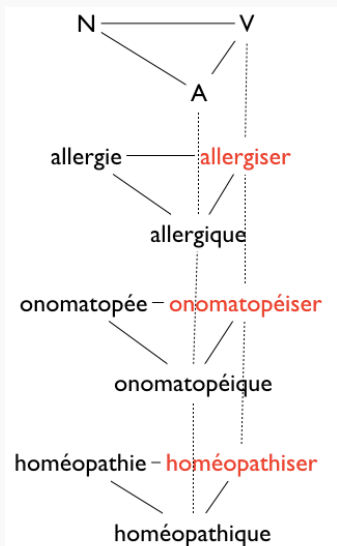 N V
A
allergie allergiser
allergique
onomatopée onomatopéiser
onomatopéique
homéopathie homéopathiser
homéopathique